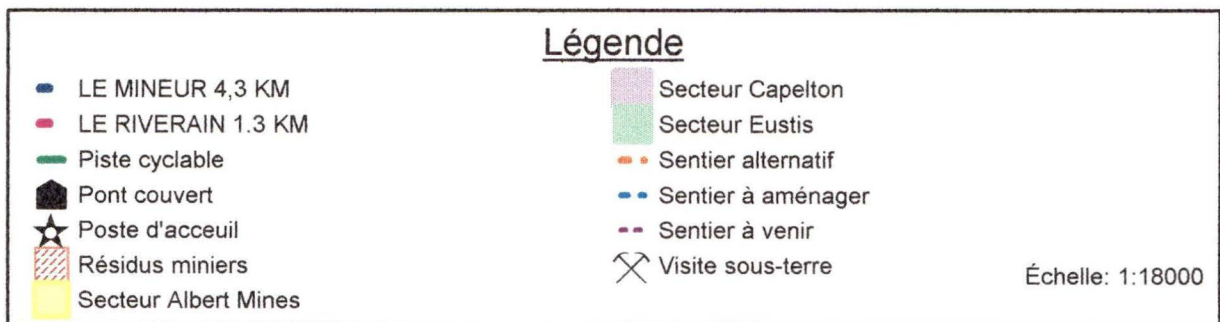 Légende
LE MINEUR 4,3 KM
LE RIVERAIN 1.3 KM
Piste cyclable
Pont couvert
Poste d'acceuil
Résidus miniers
Secteur Albert Mines
Secteur Capelton
Secteur Eustis
Sentier alternatif
Sentier à aménager
Sentier à venir
Visite sous-terre
Échelle: 1:18000